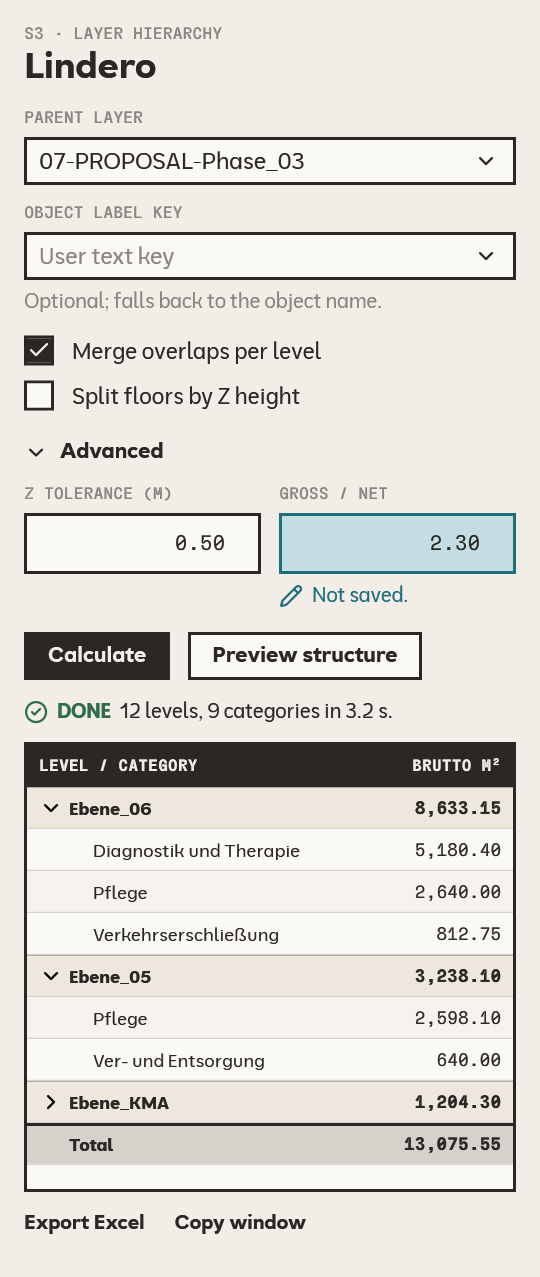 S3 · LAYER HIERARCHY
Lindero
PARENT LAYER
07-PROPOSAL-Phase_03
OBJECT LABEL KEY
User text key
Optional; falls back to the object name.
Merge overlaps per level
Split floors by Z height
Advanced
Z TOLERANCE (M) GROSS / NET
0.50 2.30
Not saved.
Calculate Preview structure
DONE 12 levels, 9 categories in 3.2 s.
LEVEL / CATEGORY BRUTTO M²
Ebene_06 8,633.15
Diagnostik und Therapie 5,180.40
Pflege 2,640.00
Verkehrserschließung 812.75
Ebene_05 3,238.10
Pflege 2,598.10
Ver- und Entsorgung 640.00
Ebene_KMA 1,204.30
Total 13,075.55
Export Excel Copy window